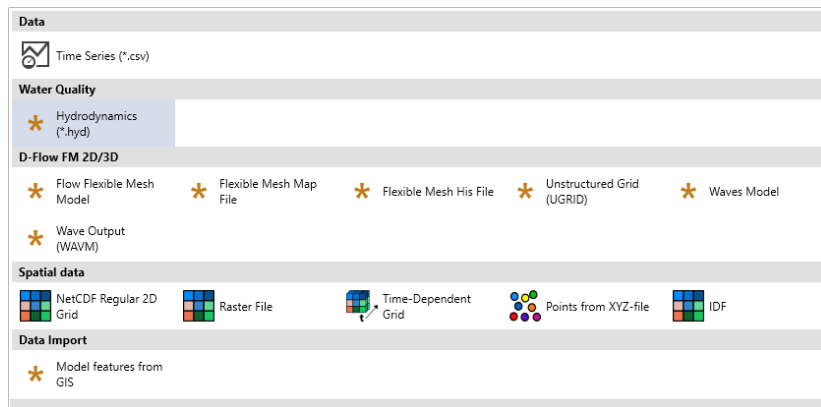 Data
Time Series (*.csv)
Water Quality
Hydrodynamics
(*.hyd)
D-Flow FM 2D/3D
Flow Flexible Mesh
Model
Flexible Mesh Map
File
Flexible Mesh His File
Unstructured Grid
(UGRID)
Waves Model
Wave Output
(WAVM)
Spatial data
NetCDF Regular 2D
Grid
Raster File
Time-Dependent
Grid
Points from XYZ-file
IDF
Data Import
Model features from
GIS